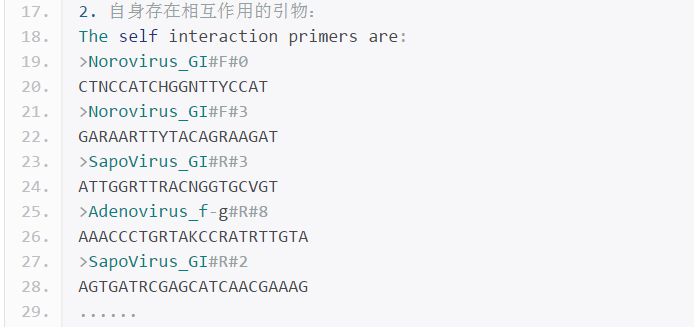 17. 2. 自身存在相互作用的引物：
18. The self interaction primers are:
19. >Norovirus_GI#F#0
20. CTNCCATCHGGNTTYCCAT
21. >Norovirus_GI#F#3
22. GARAARTTYTACAGRAAGAT
23. >SapoVirus_GI#R#3
24. ATTGGRTTRACNGGTGCVGT
25. >Adenovirus_f-g#R#8
26. AAACCCTGRTAKCCRATRTTGTA
27. >SapoVirus_GI#R#2
28. AGTGATRCGAGCATCAACGAAAG
29. ......